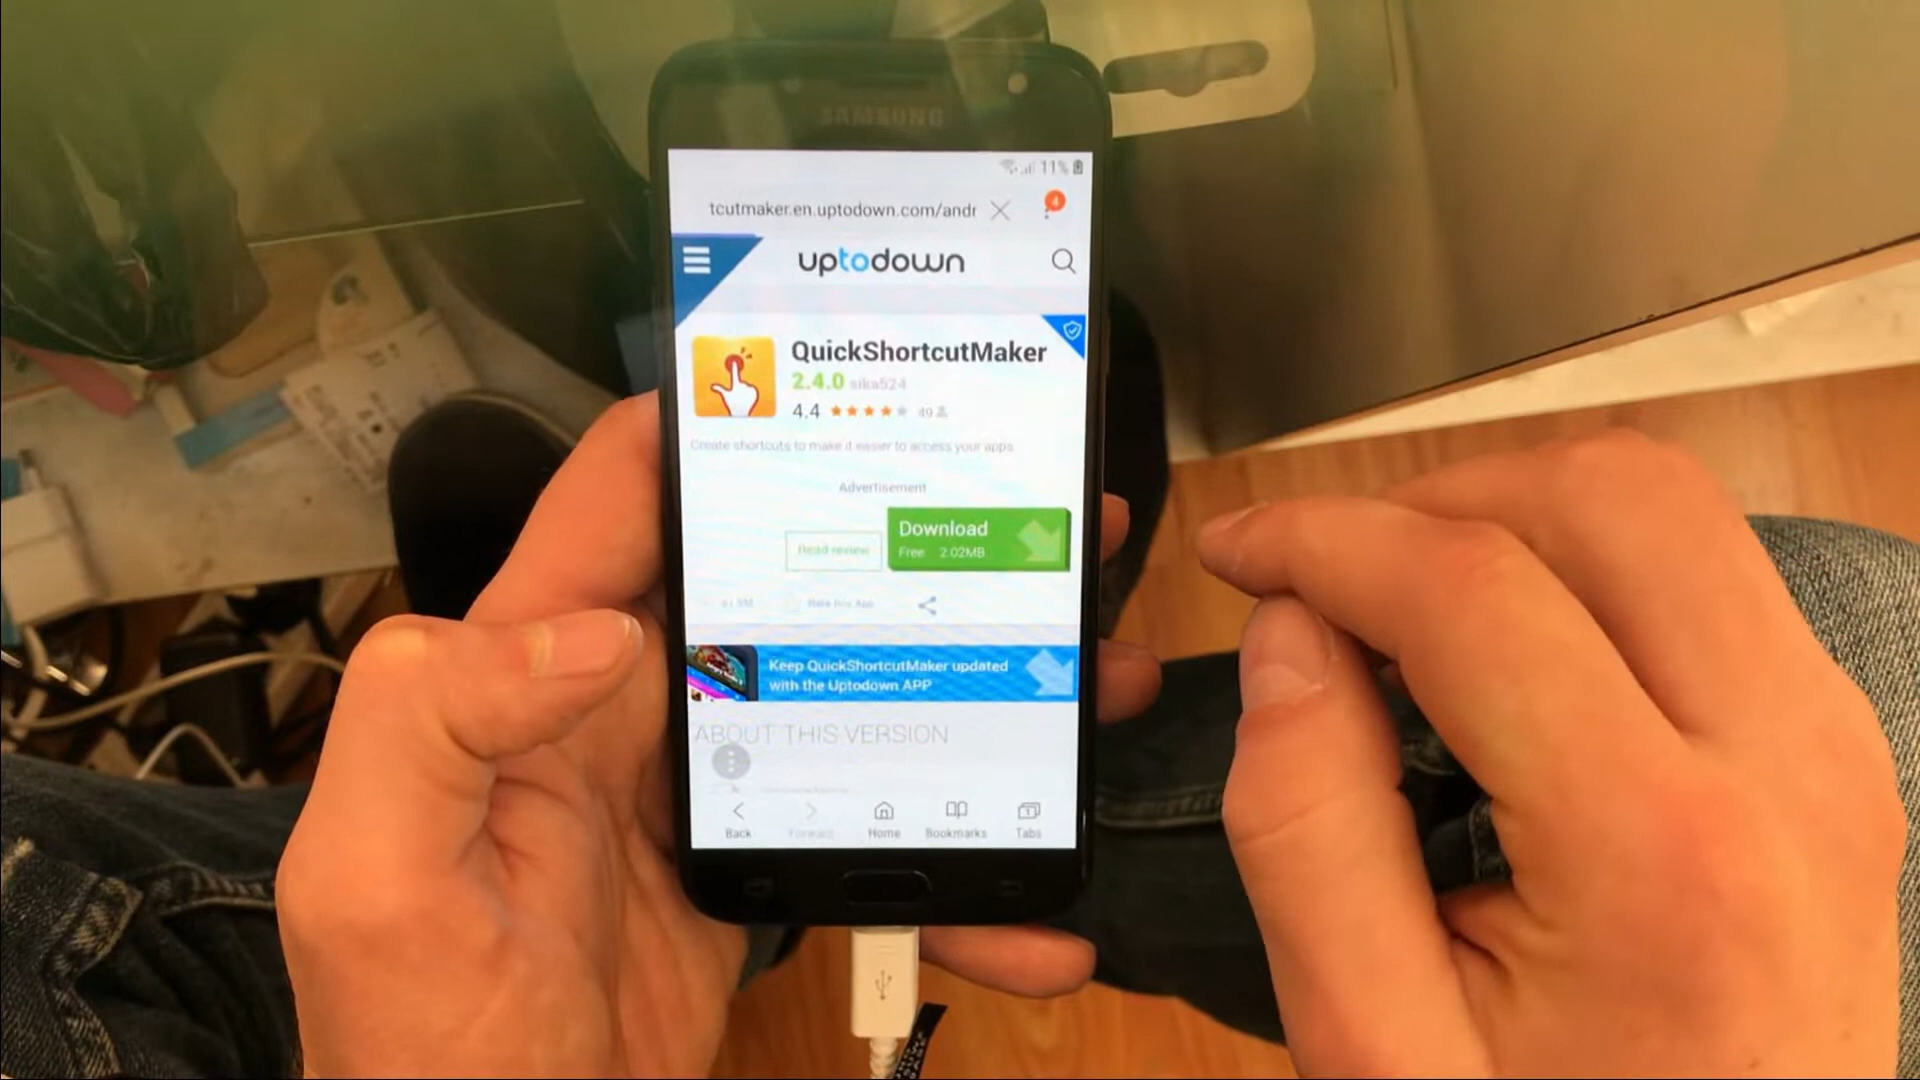 SAMSUNG
11%
tcutmaker.en.uptodown.com/andr
4
uptodown
QuickShortcutMaker
2.4.0 sika524
4.4 49
Create shortcuts to make it easier to access your apps
Advertisement
Download
Read review
Free 2.02MB
Rate this App
Keep QuickShortcutMaker updated
with the Uptodown APP
ABOUT THIS VERSION
Back Forward Home Bookmarks Tabs